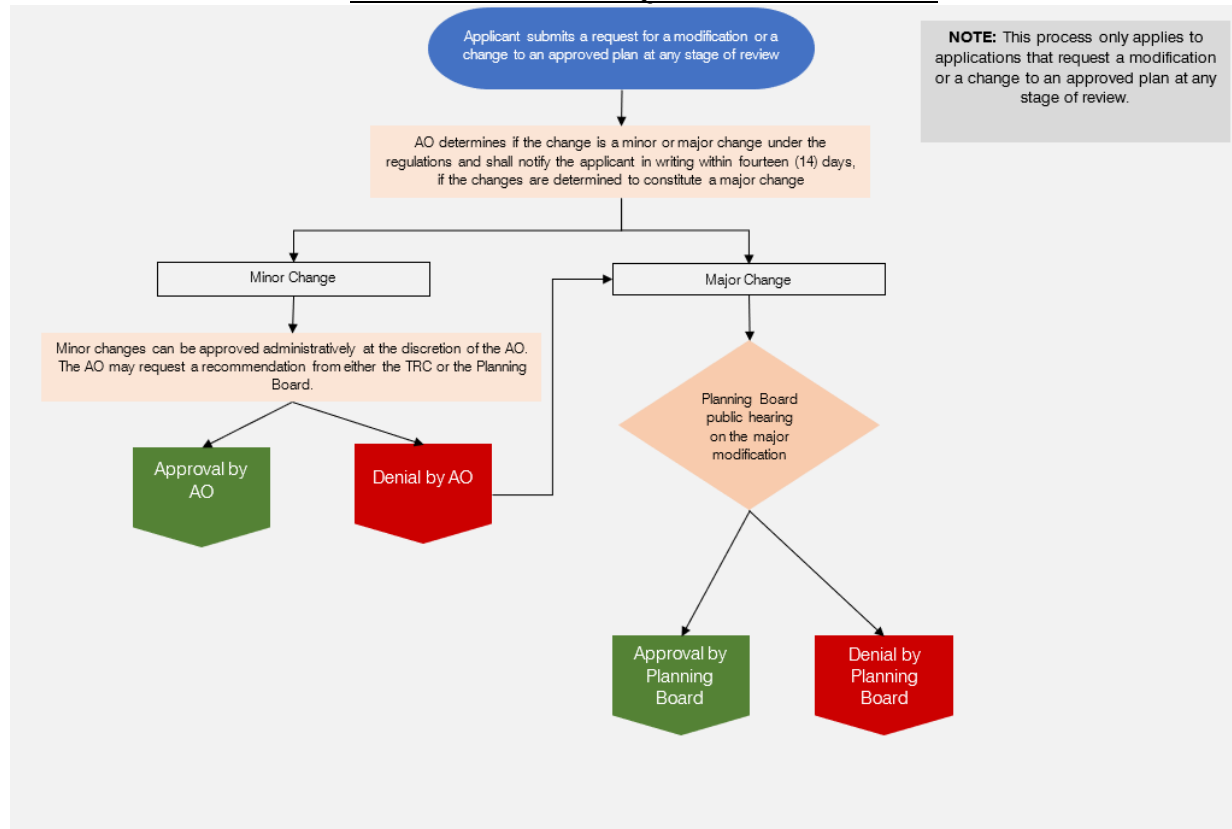 Applicant submits a request for a modification or a
change to an approved plan at any stage of review
NOTE: This process only applies to
applications that request a modification
or a change to an approved plan at any
stage of review.
AO determines if the change is a minor or major change under the
regulations and shall notify the applicant in writing within fourteen (14) days,
if the changes are determined to constitute a major change
Minor Change
Major Change
Minor changes can be approved administratively at the discretion of the AO.
The AO may request a recommendation from either the TRC or the Planning
Board.
Planning Board
public hearing
on the major
modification
Approval by
AO
Denial by AO
Approval by
Planning
Board
Denial by
Planning
Board